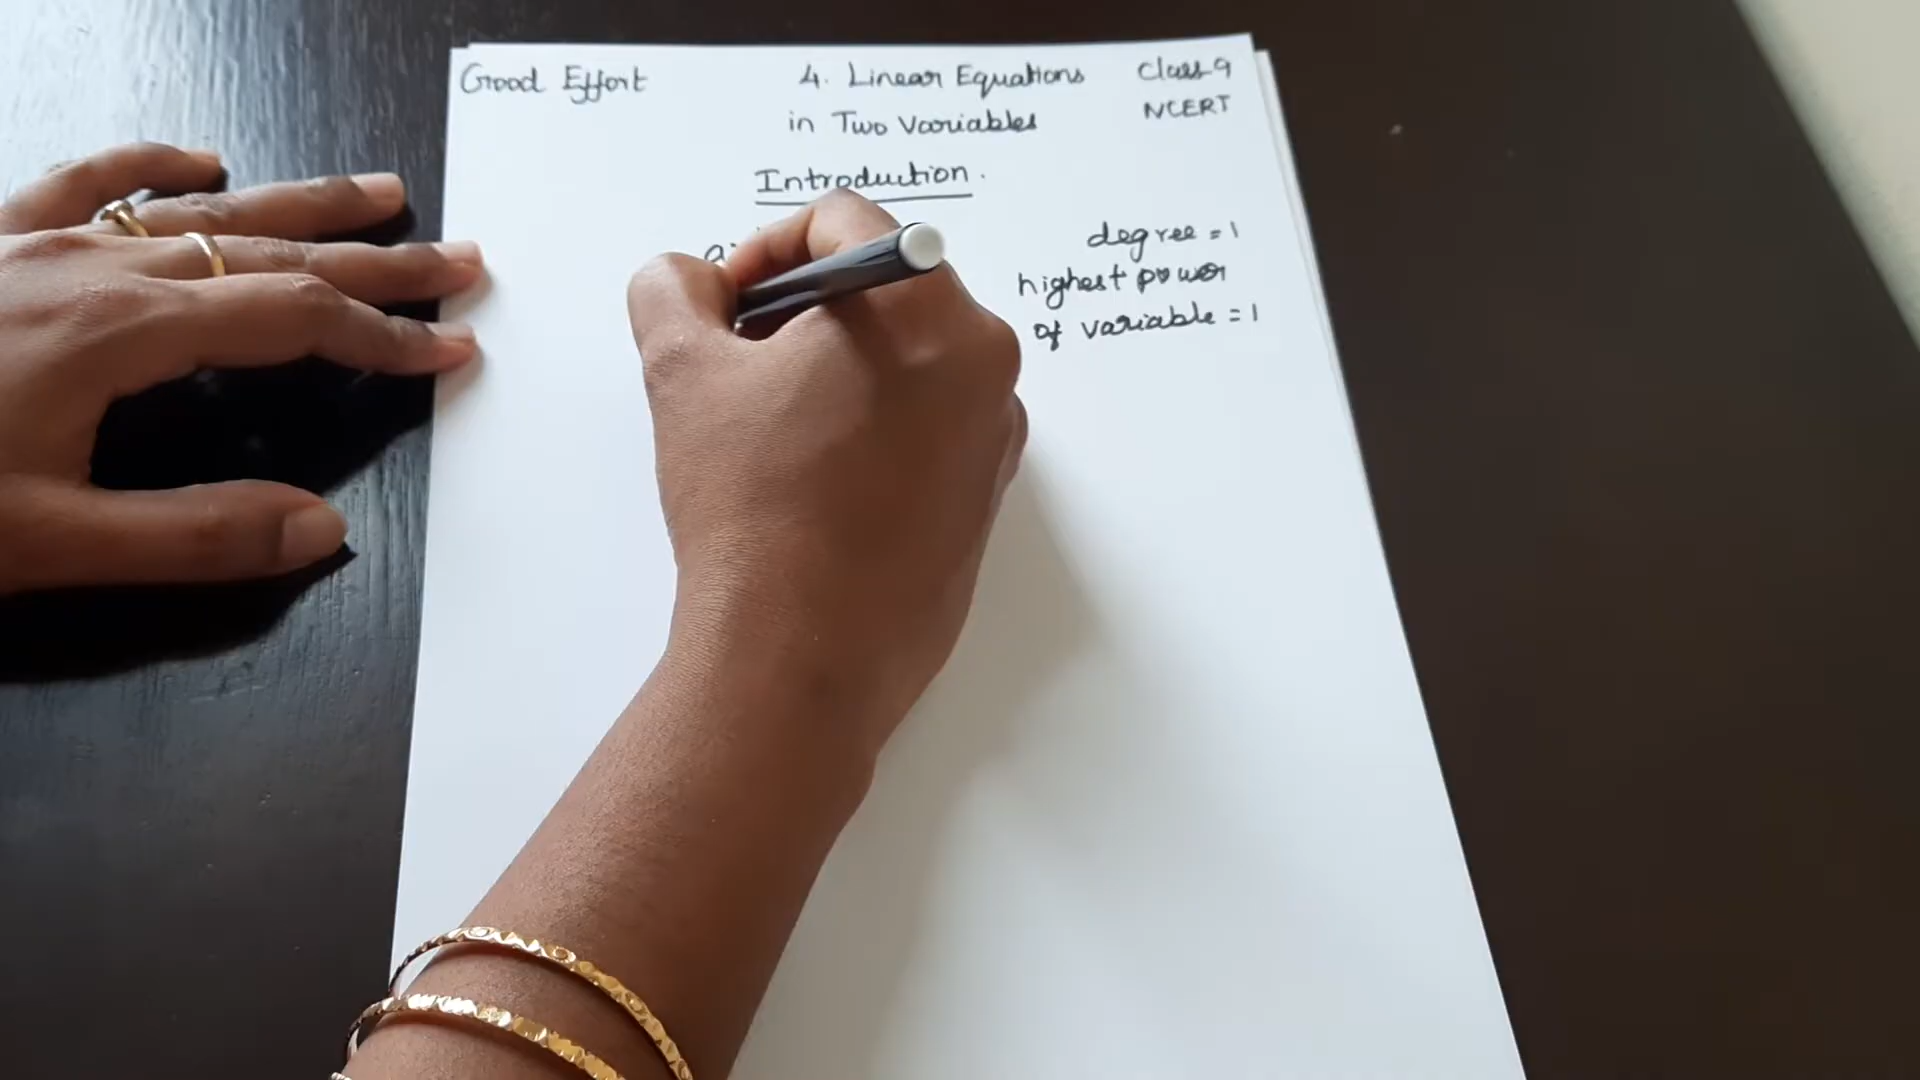 Good Effort
4. Linear Equations
in Two Variables
Class 9
NCERT
Introduction.
degree = 1
highest power
of variable = 1